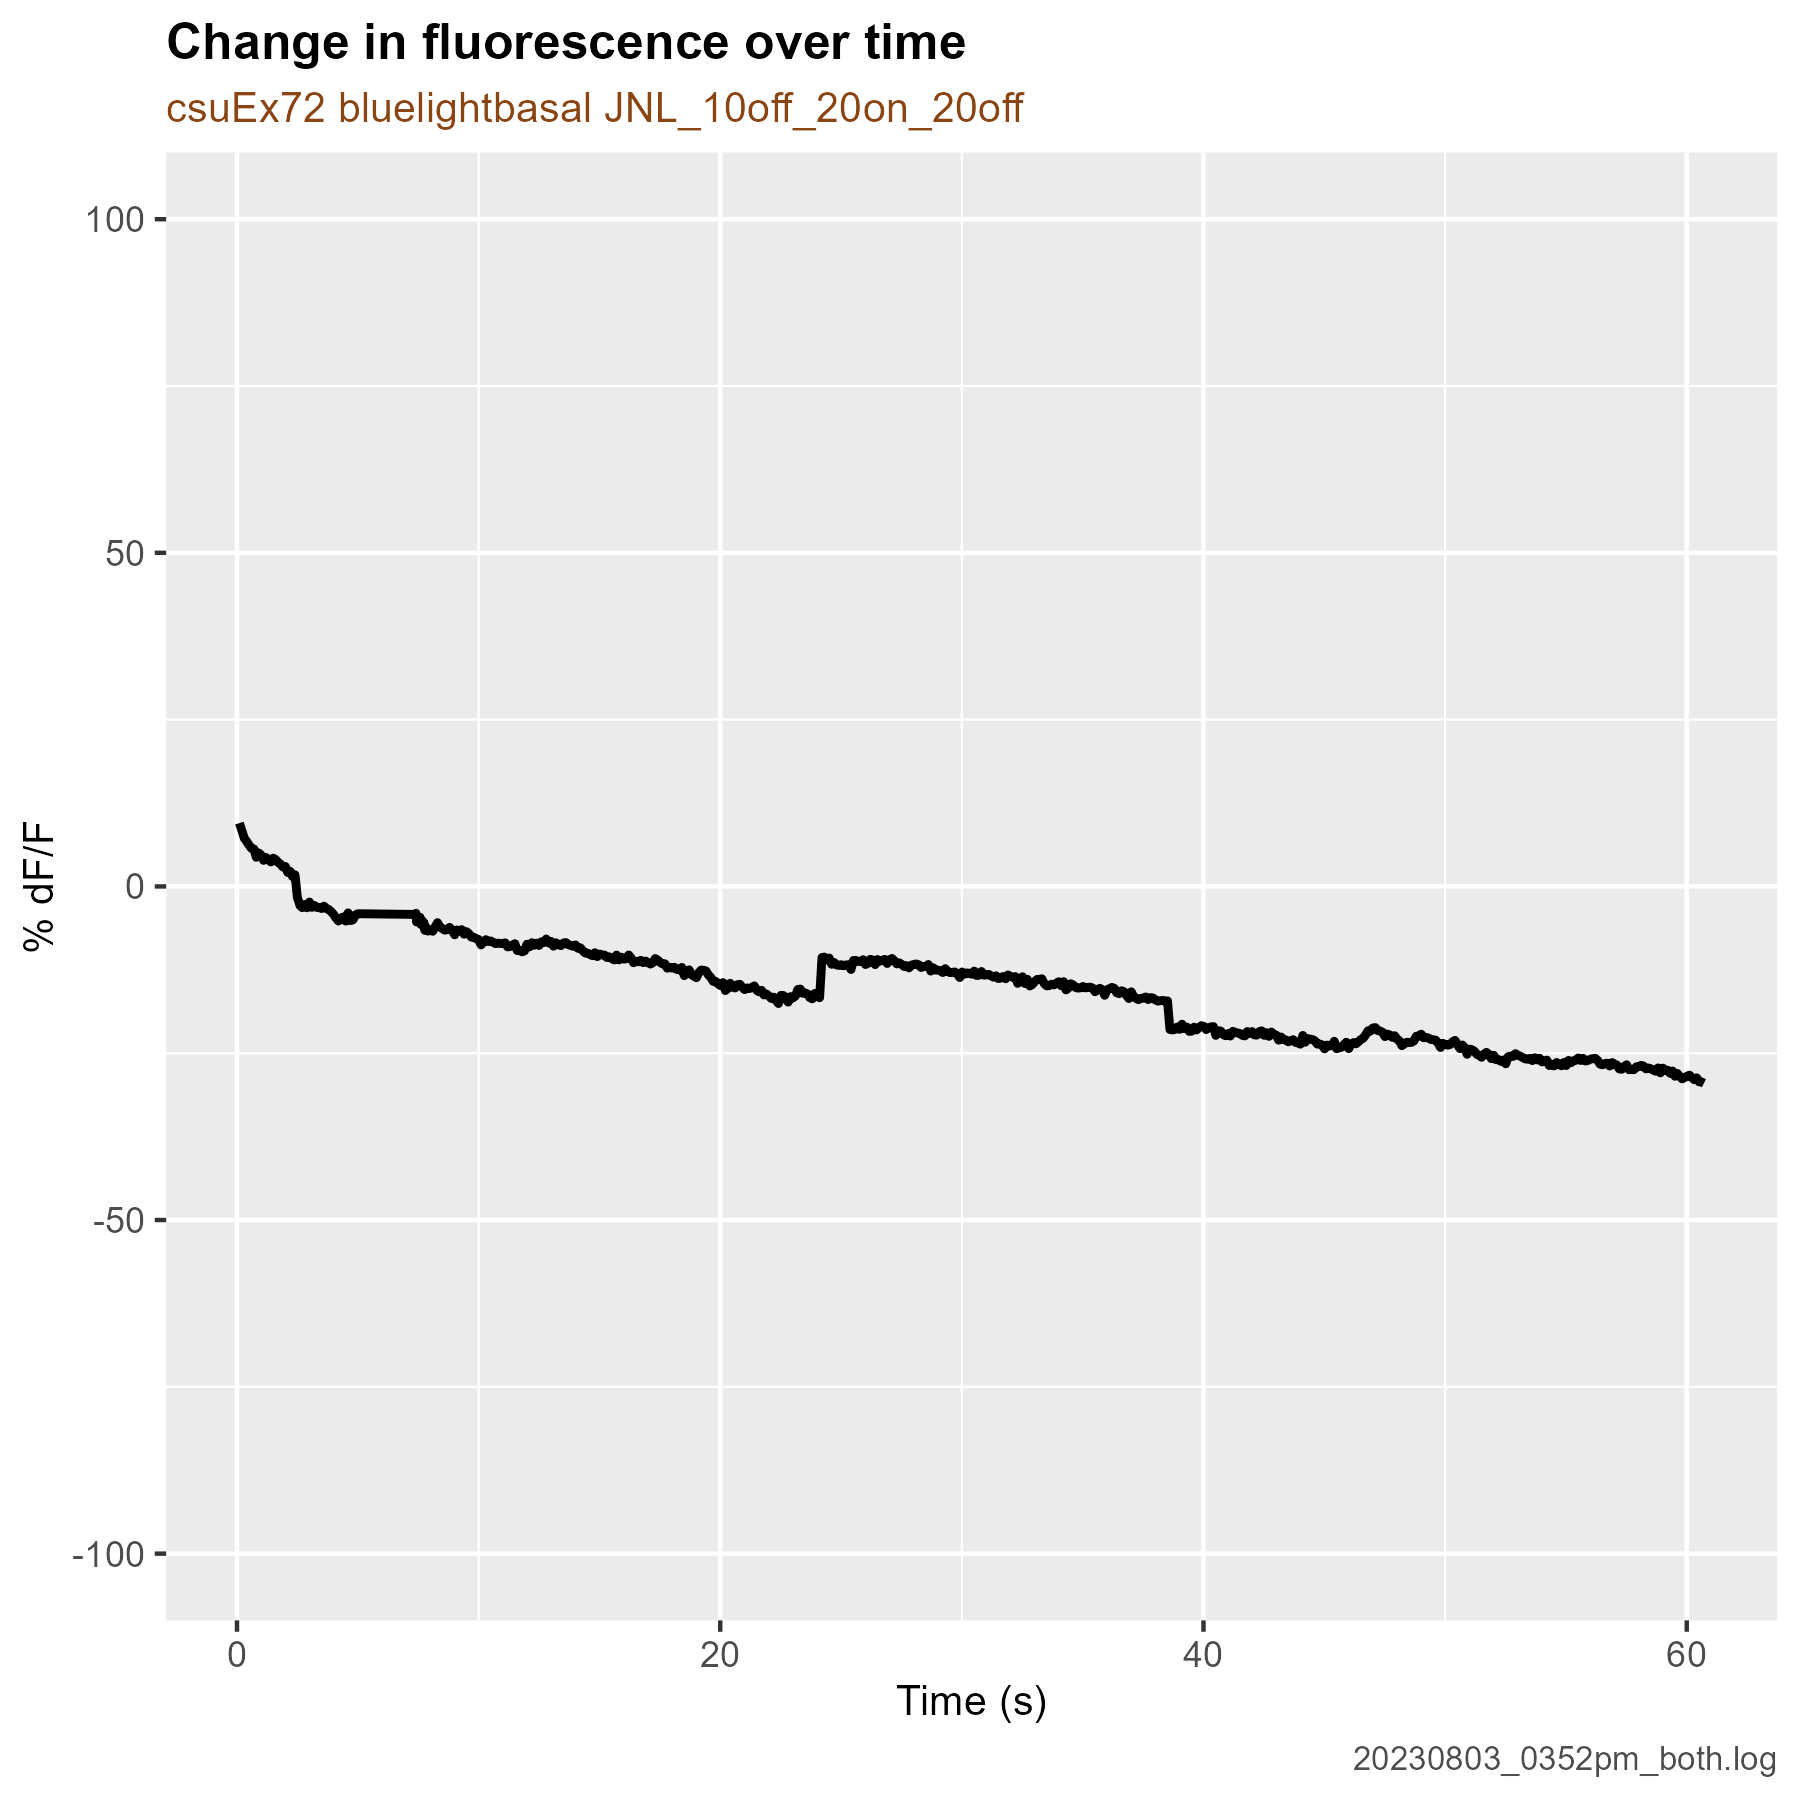 Change in fluorescence over time
csuEx72 bluelightbasal JNL_10off_20on_20off
100
50
0
-50
-100
% dF/F
0 20 40 60
Time (s)
20230803_0352pm_both.log